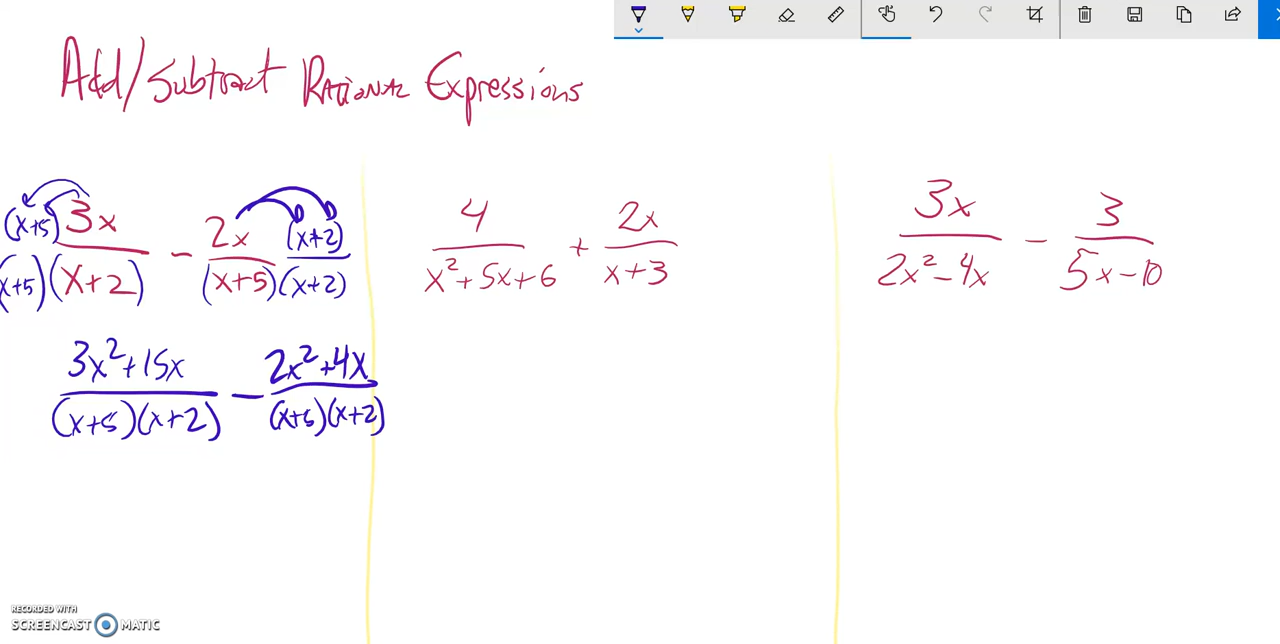 Add/Subtract Rational Expressions
(x+5) 3x / (x+5)(x+2) − 2x (x+2) / (x+5)(x+2)
3x²+15x / (x+5)(x+2) − 2x²+4x / (x+5)(x+2)
4 / x²+5x+6 + 2x / x+3
3x / 2x²−4x − 3 / 5x−10
RECORDED WITH
SCREENCAST MATIC